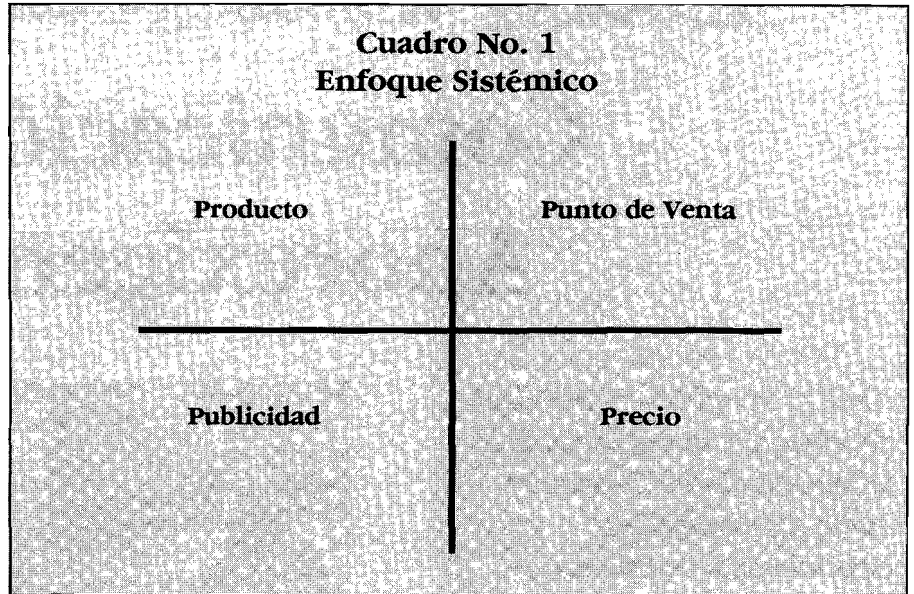 Cuadro No. 1
Enfoque Sistémico
Producto
Punto de Venta
Publicidad
Precio